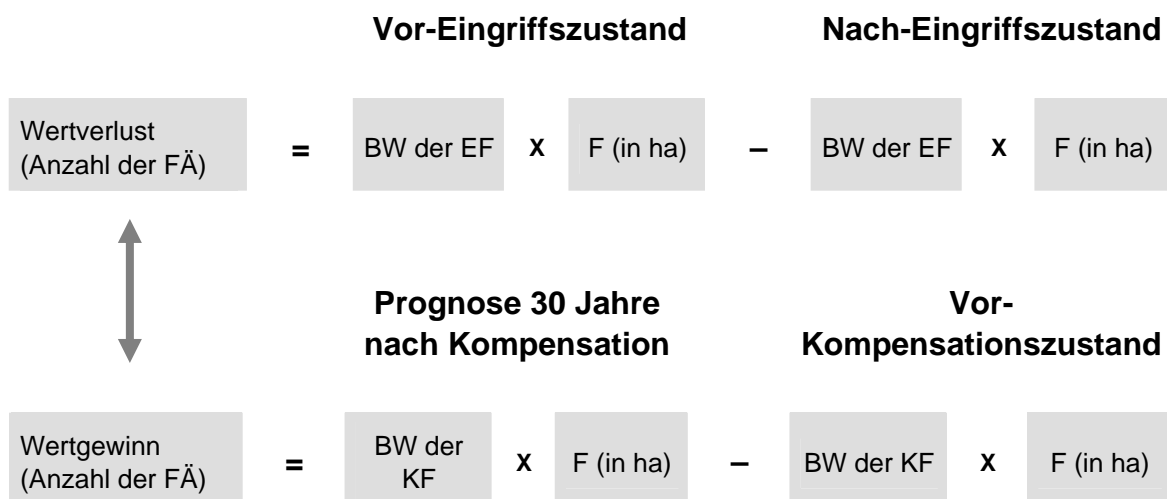 Vor-Eingriffszustand Nach-Eingriffszustand
Wertverlust
(Anzahl der FÄ) = BW der EF X F (in ha) – BW der EF X F (in ha)
Prognose 30 Jahre
nach Kompensation
Vor-
Kompensationszustand
Wertgewinn
(Anzahl der FÄ) = BW der
KF X F (in ha) – BW der KF X F (in ha)